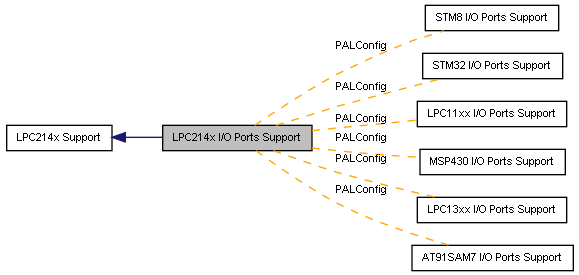 STM8 I/O Ports Support
PALConfig
STM32 I/O Ports Support
PALConfig
LPC11xx I/O Ports Support
PALConfig
LPC214x Support
LPC214x I/O Ports Support
PALConfig
MSP430 I/O Ports Support
PALConfig
LPC13xx I/O Ports Support
PALConfig
AT91SAM7 I/O Ports Support